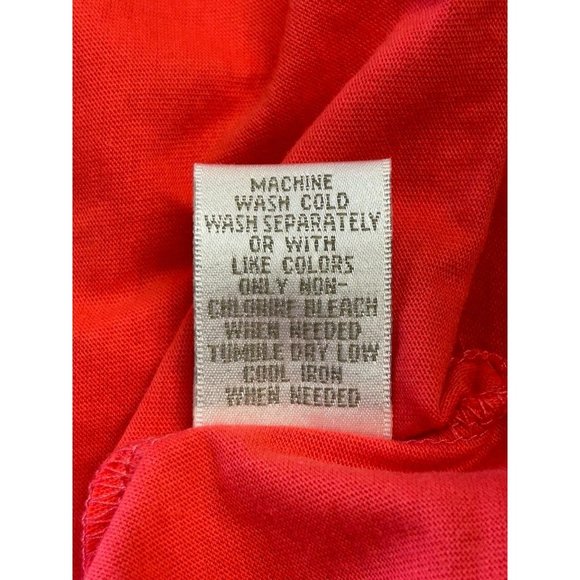 MACHINE
WASH COLD
WASH SEPARATELY
OR WITH
LIKE COLORS
ONLY NON-
CHLORINE BLEACH
WHEN NEEDED
TUMBLE DRY LOW
COOL IRON
WHEN NEEDED